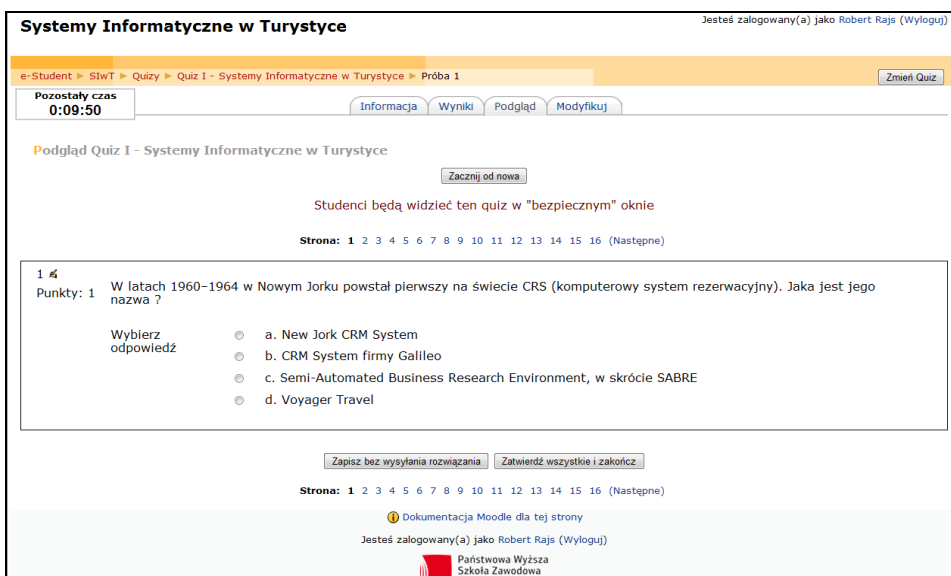 Systemy Informatyczne w Turystyce
Jesteś zalogowany(a) jako Robert Rajs (Wyloguj)
e-Student ► SIwT ► Quizy ► Quiz I - Systemy Informatyczne w Turystyce ► Próba 1
Zmień Quiz
Pozostały czas
0:09:50
Informacja Wyniki Podgląd Modyfikuj
Podgląd Quiz I - Systemy Informatyczne w Turystyce
Zacznij od nowa
Studenci będą widzieć ten quiz w "bezpiecznym" oknie
Strona: 1 2 3 4 5 6 7 8 9 10 11 12 13 14 15 16 (Następne)
1
Punkty: 1
W latach 1960–1964 w Nowym Jorku powstał pierwszy na świecie CRS (komputerowy system rezerwacyjny). Jaka jest jego
nazwa ?
Wybierz
odpowiedź
a. New Jork CRM System
b. CRM System firmy Galileo
c. Semi-Automated Business Research Environment, w skrócie SABRE
d. Voyager Travel
Zapisz bez wysyłania rozwiązania Zatwierdź wszystkie i zakończ
Strona: 1 2 3 4 5 6 7 8 9 10 11 12 13 14 15 16 (Następne)
Dokumentacja Moodle dla tej strony
Jesteś zalogowany(a) jako Robert Rajs (Wyloguj)
Państwowa Wyższa
Szkoła Zawodowa